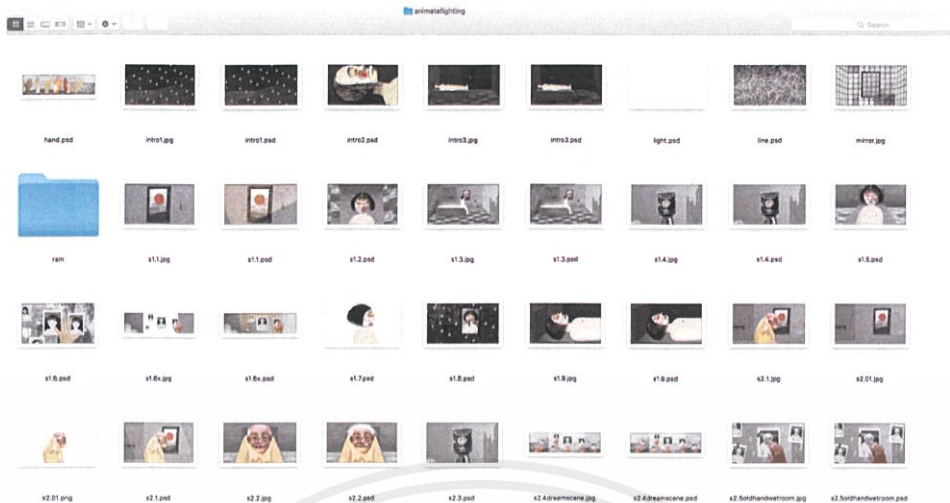 animatefighting
Search
hand.psd intro1.jpg intro1.psd intro2.psd intro3.jpg intro3.psd light.psd line.psd mirror.jpg
rain s1.1.jpg s1.1.psd s1.2.psd s1.3.jpg s1.3.psd s1.4.jpg s1.4.psd s1.5.psd
s1.6.psd s1.6x.jpg s1.6x.psd s1.7.psd s1.8.psd s1.9.jpg s1.9.psd s2.1.jpg s2.01.jpg
s2.01.png s2.1.psd s2.2.jpg s2.2.psd s2.3.psd s2.4dreamscene.jpg s2.4dreamscene.psd s2.5oldhandwetroom.jpg s2.5oldhandwetroom.psd